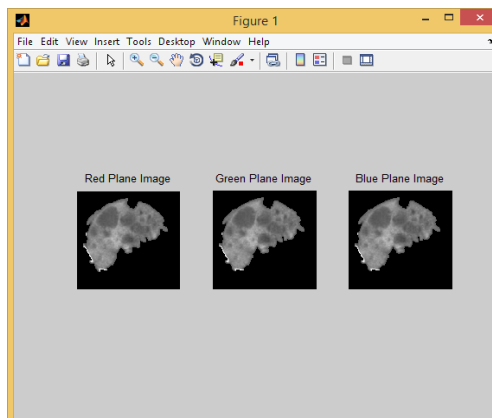 Figure 1
File Edit View Insert Tools Desktop Window Help
Red Plane Image Green Plane Image Blue Plane Image